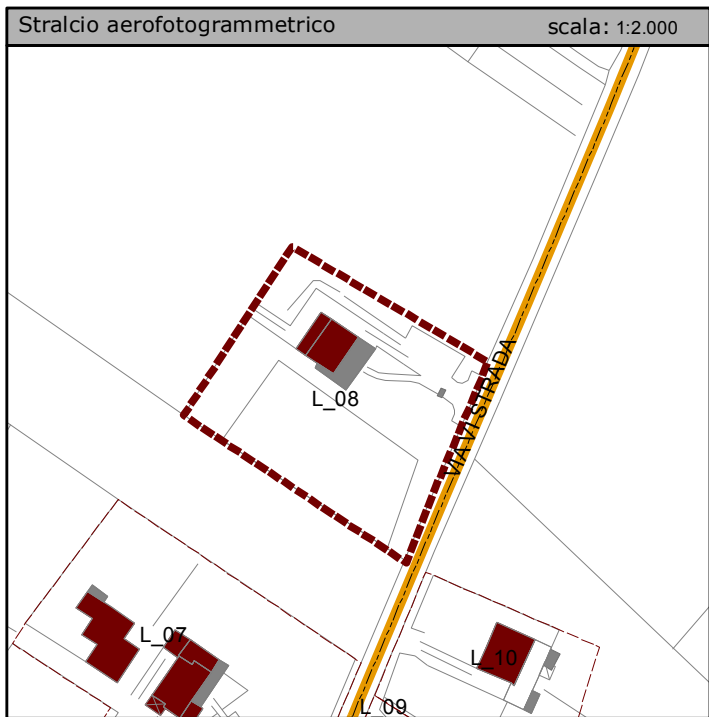 Stralcio aerofotogrammetrico scala: 1:2.000
VIA VI STRADA
L_08
L_07
L_10
L_09